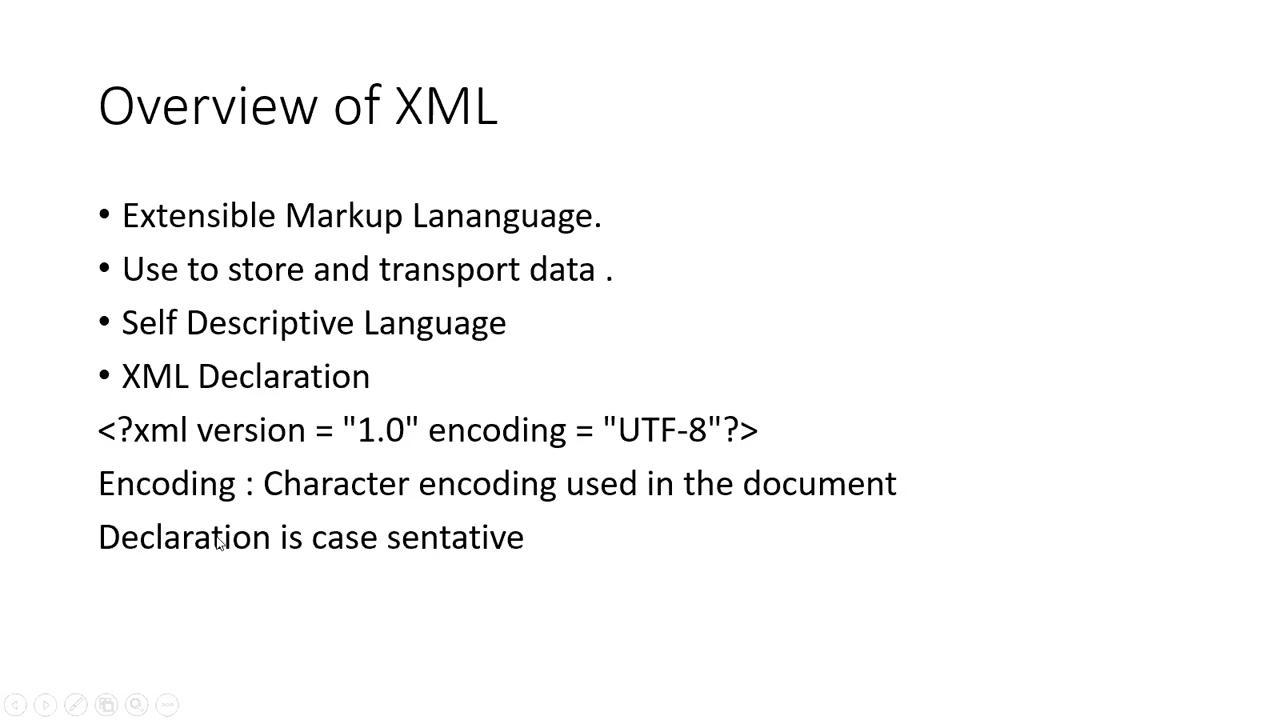 Overview of XML
• Extensible Markup Lananguage.
• Use to store and transport data .
• Self Descriptive Language
• XML Declaration
<?xml version = "1.0" encoding = "UTF-8"?>
Encoding : Character encoding used in the document
Declaration is case sentative